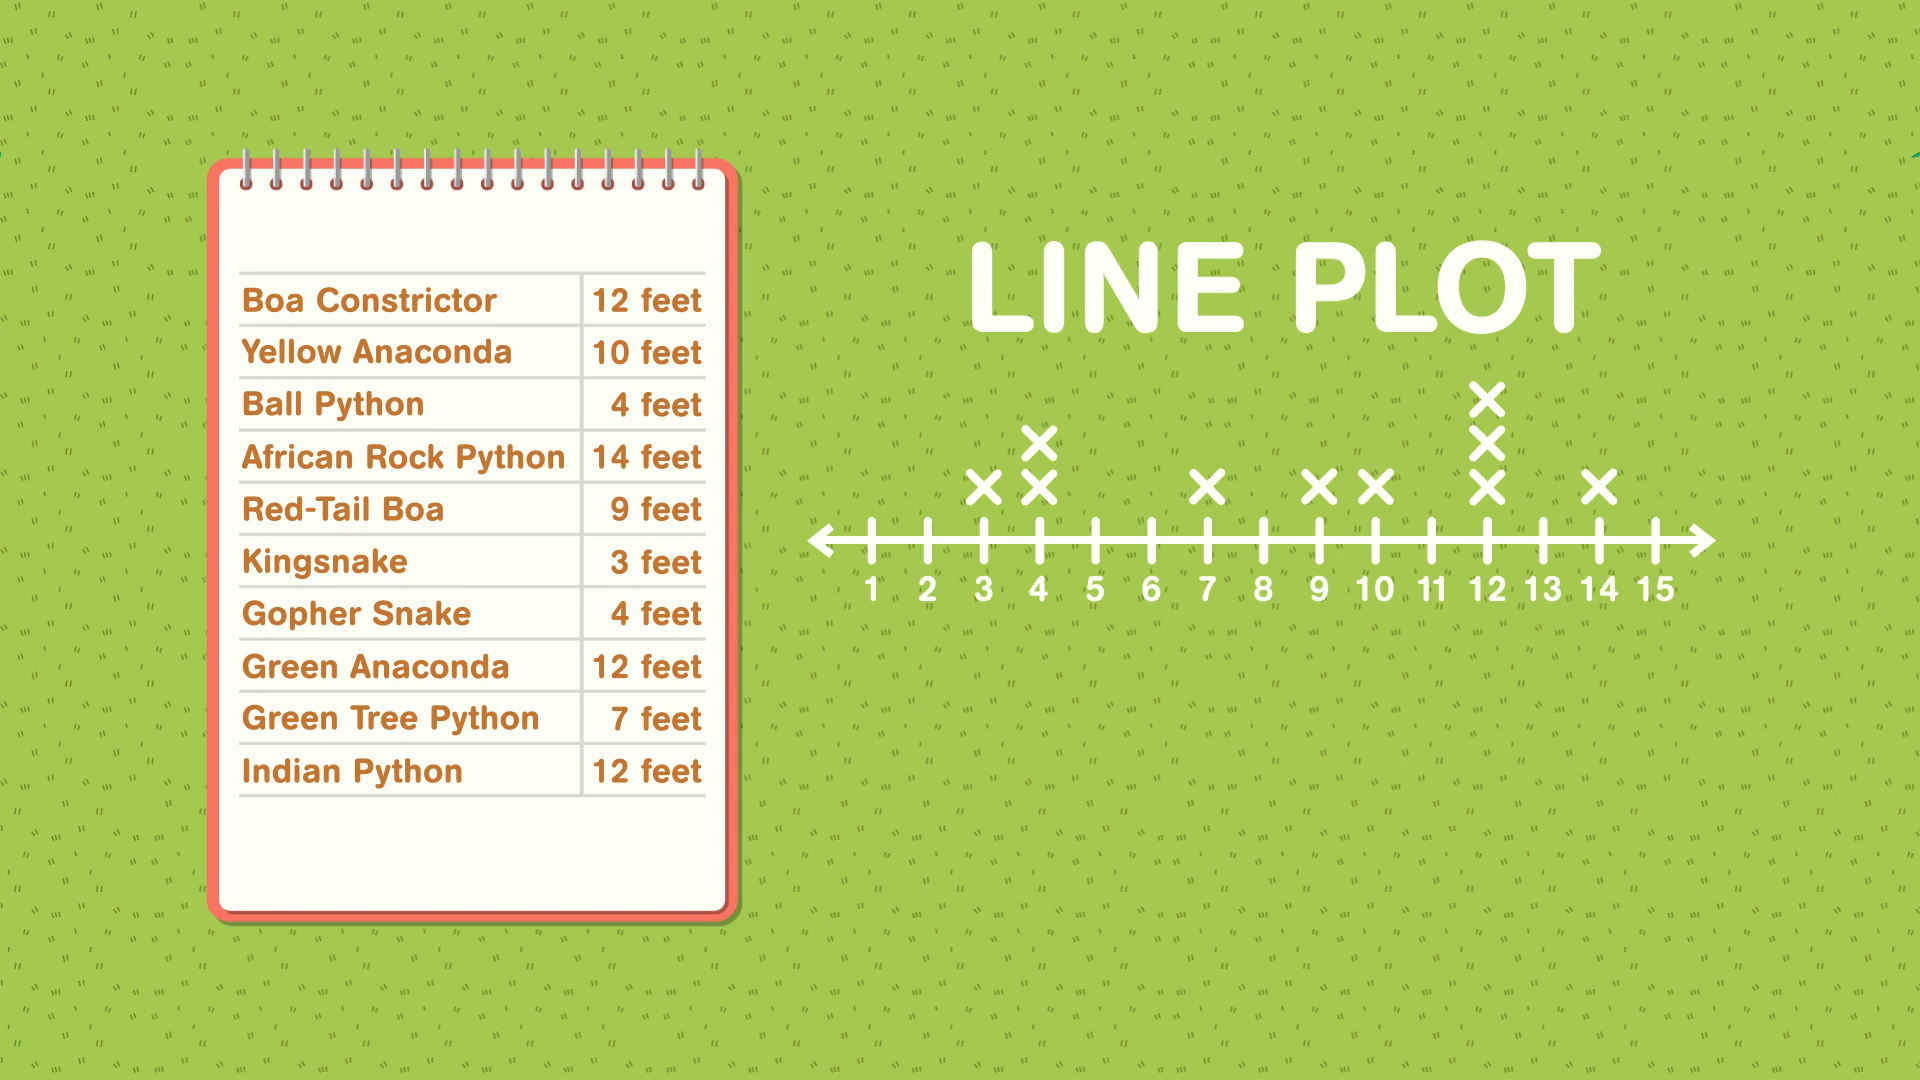 Boa Constrictor 12 feet
Yellow Anaconda 10 feet
Ball Python 4 feet
African Rock Python 14 feet
Red-Tail Boa 9 feet
Kingsnake 3 feet
Gopher Snake 4 feet
Green Anaconda 12 feet
Green Tree Python 7 feet
Indian Python 12 feet
LINE PLOT
1 2 3 4 5 6 7 8 9 10 11 12 13 14 15